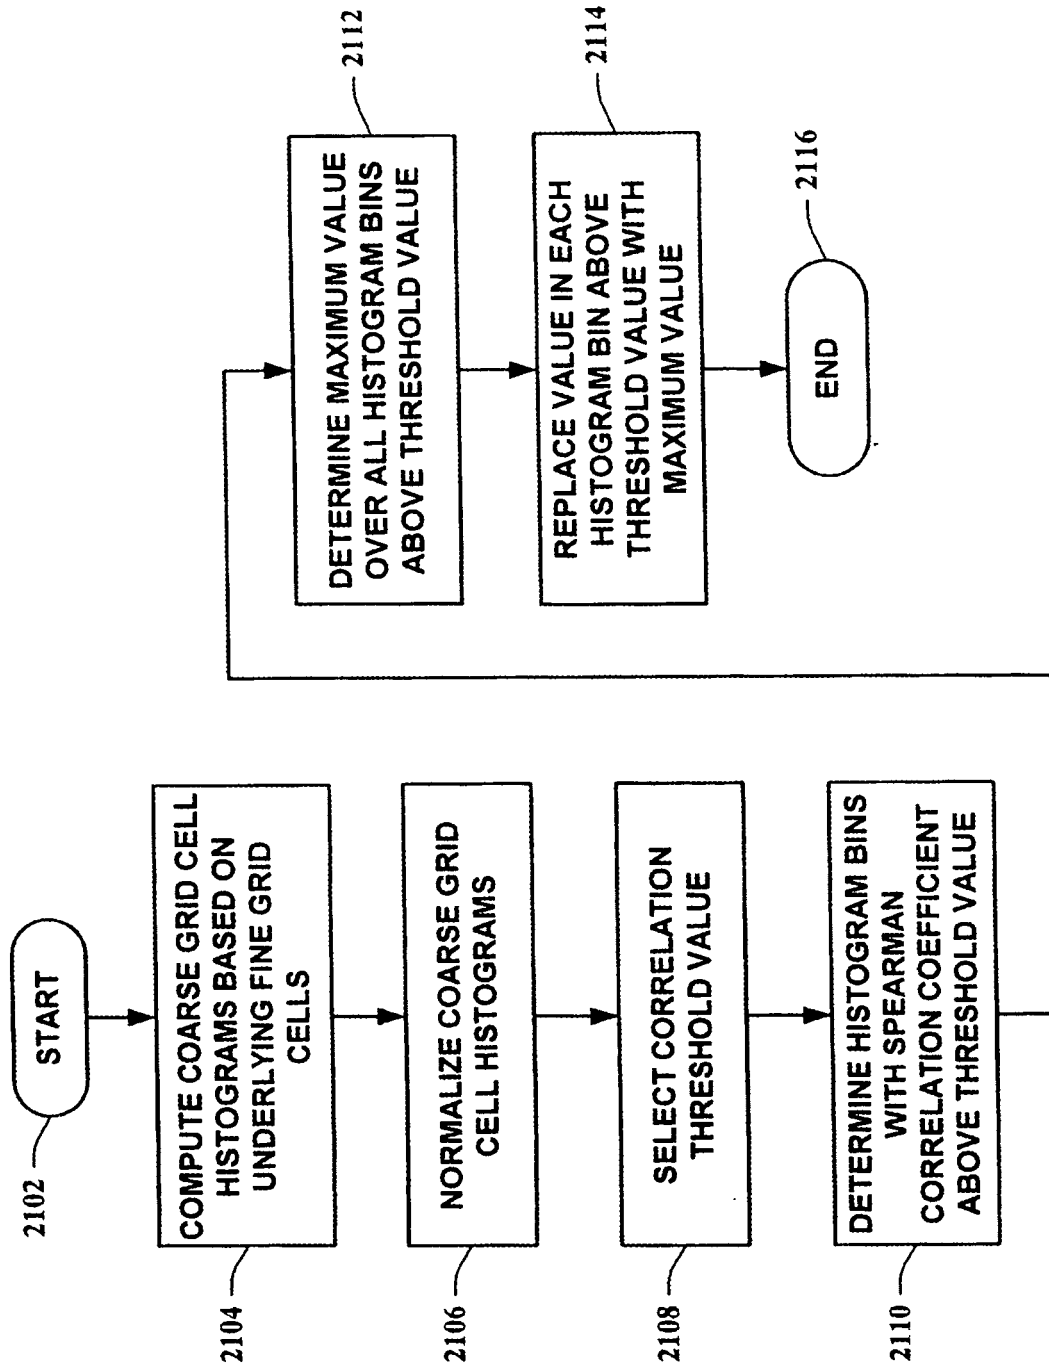 START
2102
COMPUTE COARSE GRID CELL
HISTOGRAMS BASED ON
UNDERLYING FINE GRID
CELLS
2104
NORMALIZE COARSE GRID
CELL HISTOGRAMS
2106
SELECT CORRELATION
THRESHOLD VALUE
2108
DETERMINE HISTOGRAM BINS
WITH SPEARMAN
CORRELATION COEFFICIENT
ABOVE THRESHOLD VALUE
2110
DETERMINE MAXIMUM VALUE
OVER ALL HISTOGRAM BINS
ABOVE THRESHOLD VALUE
2112
REPLACE VALUE IN EACH
HISTOGRAM BIN ABOVE
THRESHOLD VALUE WITH
MAXIMUM VALUE
2114
END
2116